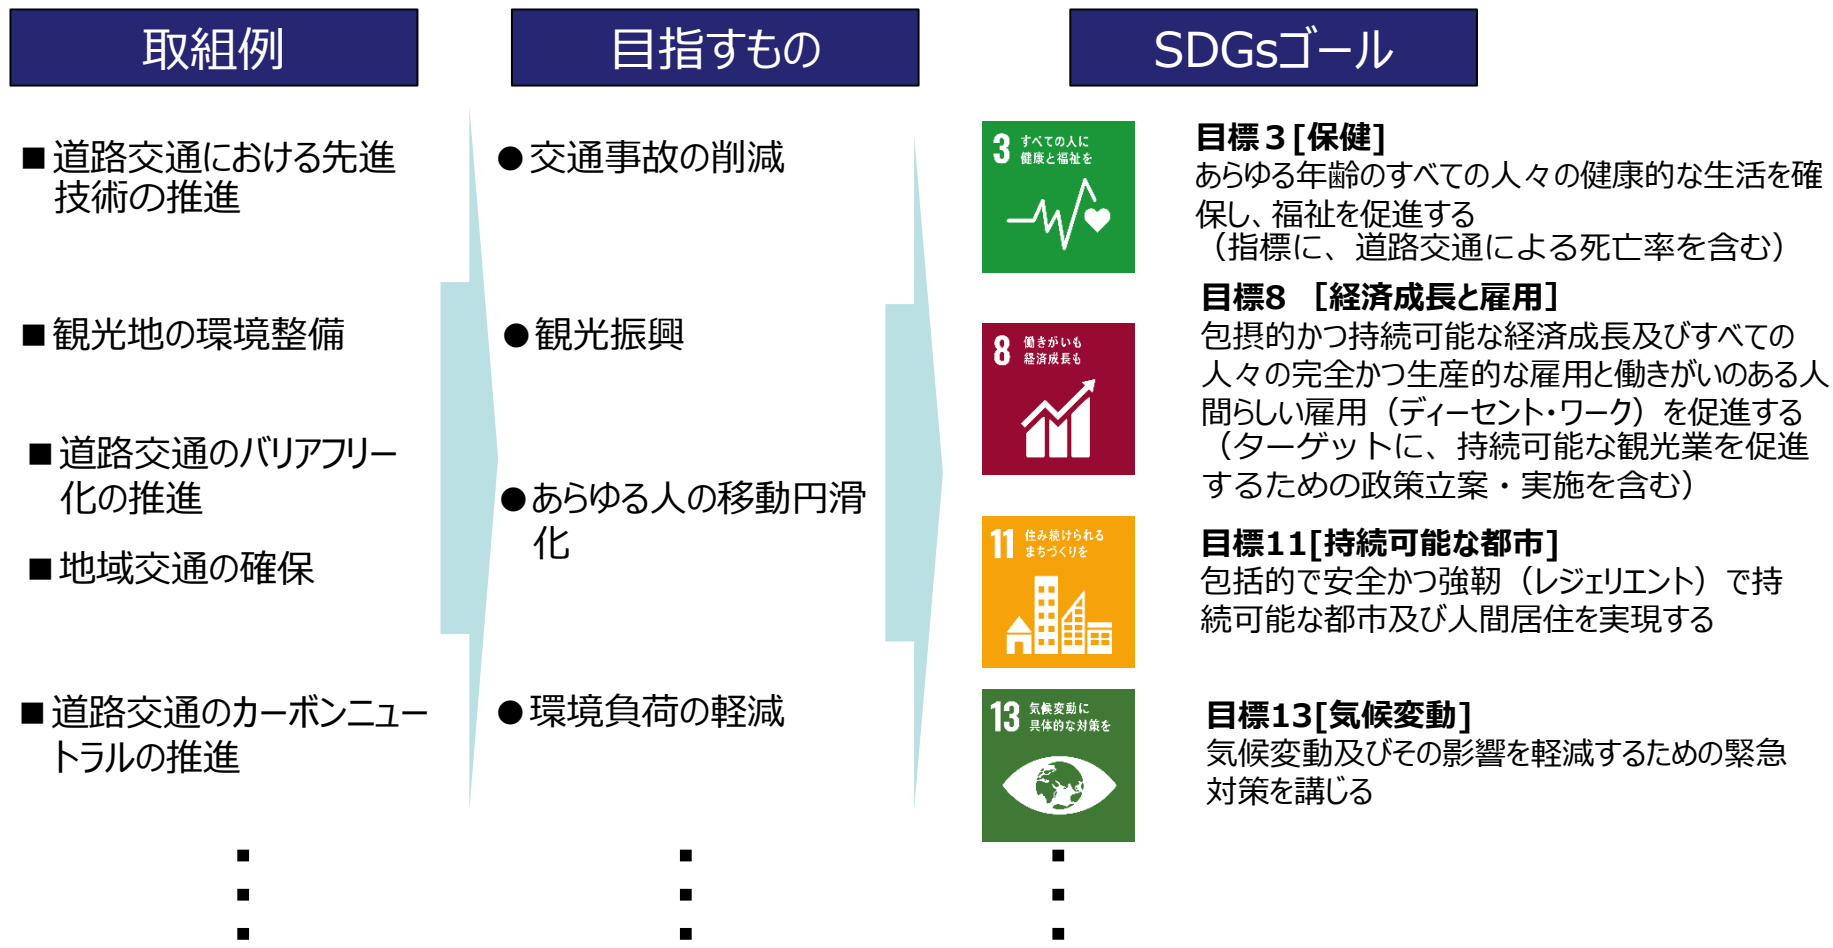 取組例
目指すもの
SDGsゴール
■道路交通における先進
技術の推進
■観光地の環境整備
■道路交通のバリアフリー
化の推進
■地域交通の確保
■道路交通のカーボンニュー
トラルの推進
●交通事故の削減
●観光振興
●あらゆる人の移動円滑
化
●環境負荷の軽減
3 すべての人に
健康と福祉を
目標３[保健]
あらゆる年齢のすべての人々の健康的な生活を確
保し、福祉を促進する
（指標に、道路交通による死亡率を含む）
8 働きがいも
経済成長も
目標8 ［経済成長と雇用］
包摂的かつ持続可能な経済成長及びすべての
人々の完全かつ生産的な雇用と働きがいのある人
間らしい雇用（ディーセント・ワーク）を促進する
（ターゲットに、持続可能な観光業を促進
するための政策立案・実施を含む）
11 住み続けられる
まちづくりを
目標11[持続可能な都市]
包括的で安全かつ強靭（レジェリエント）で持
続可能な都市及び人間居住を実現する
13 気候変動に
具体的な対策を
目標13[気候変動]
気候変動及びその影響を軽減するための緊急
対策を講じる